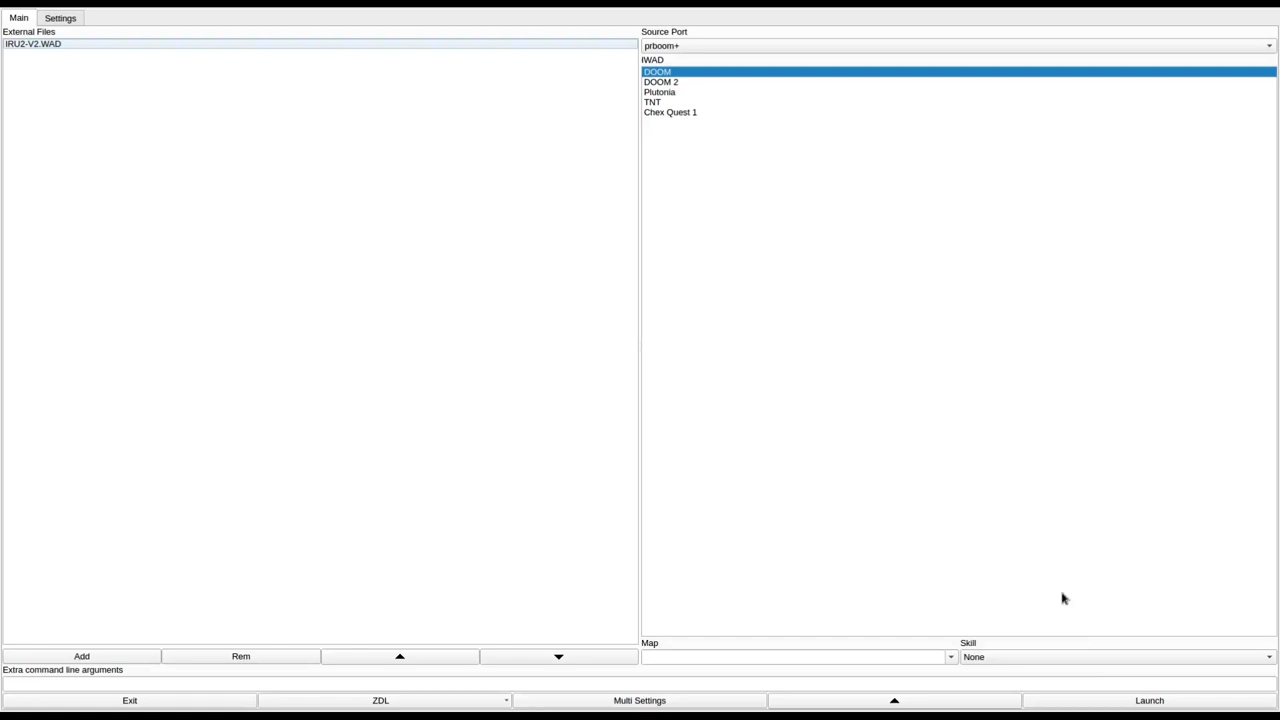 Main
Settings
External Files
IRU2-V2.WAD
Source Port
prboom+
IWAD
DOOM
DOOM 2
Plutonia
TNT
Chex Quest 1
Map
Skill
None
Add
Rem
Extra command line arguments
Exit
ZDL
Multi Settings
Launch